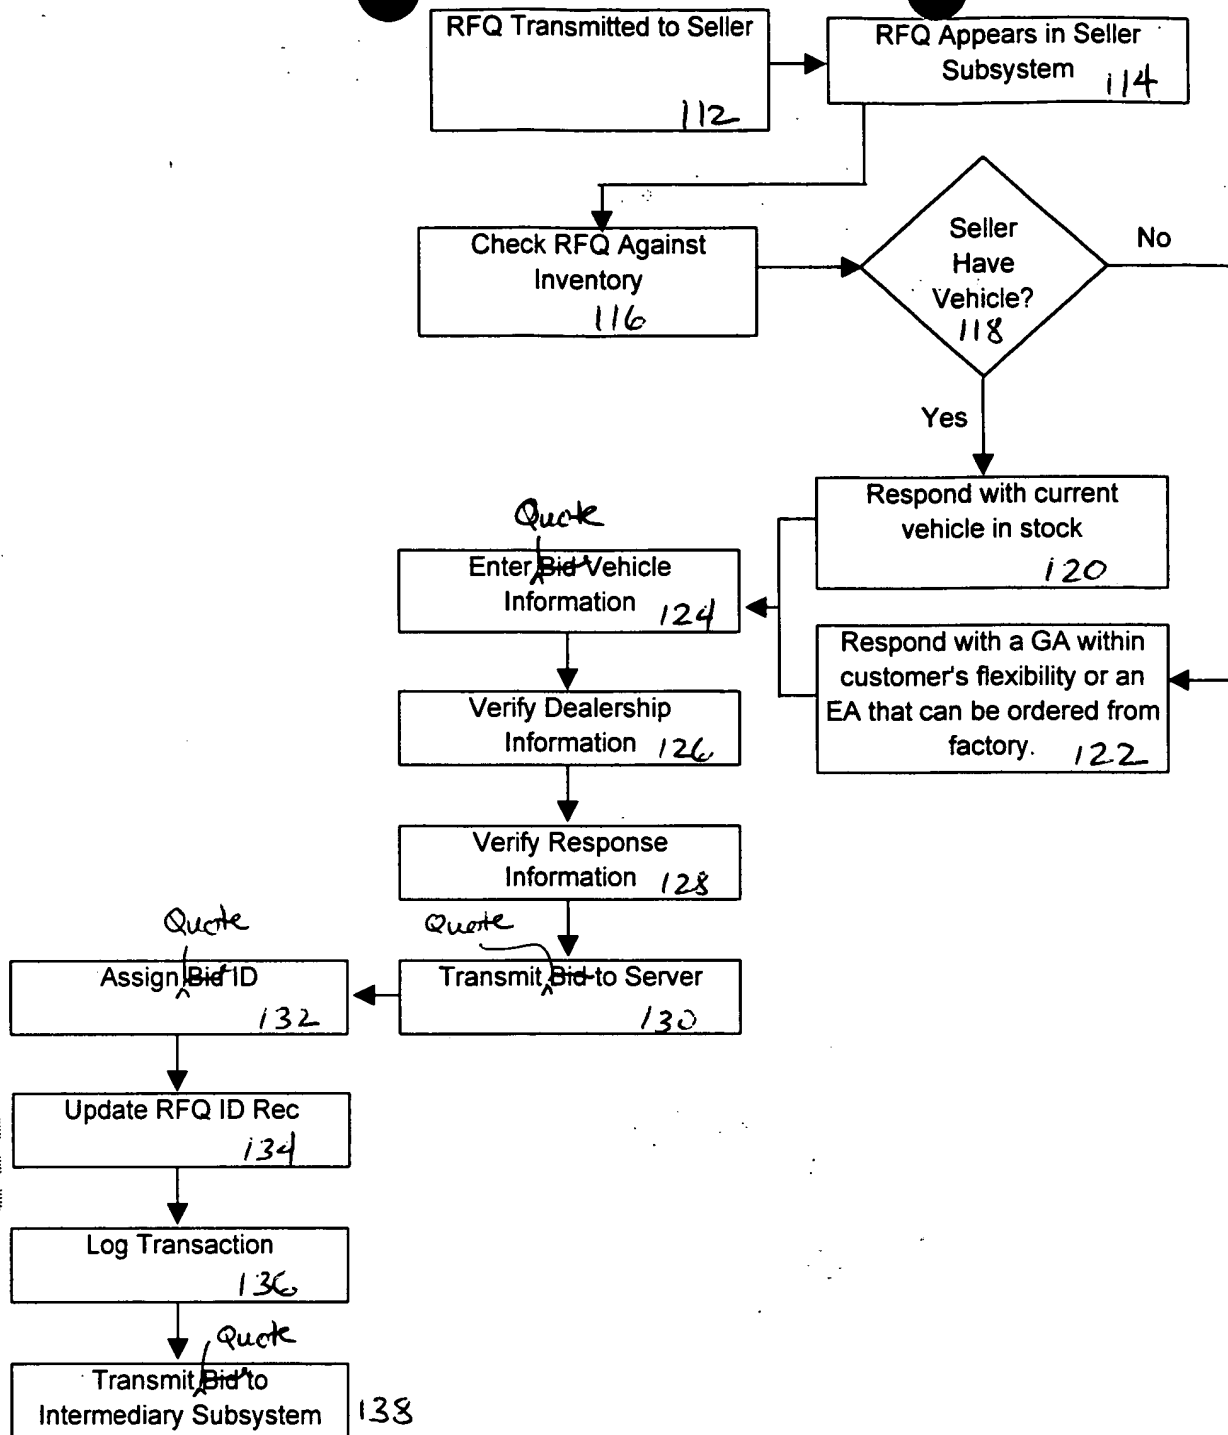 RFQ Transmitted to Seller
112
RFQ Appears in Seller
Subsystem
114
Check RFQ Against
Inventory
116
Seller
Have
Vehicle?
118
No
Yes
Respond with current
vehicle in stock
120
Quote
Enter Bid Vehicle
Information
124
Respond with a GA within
customer's flexibility or an
EA that can be ordered from
factory.
122
Verify Dealership
Information
126
Verify Response
Information
128
Quote
Transmit Bid to Server
130
Quote
Assign Bid ID
132
Update RFQ ID Rec
134
Log Transaction
136
Quote
Transmit Bid to
Intermediary Subsystem
138